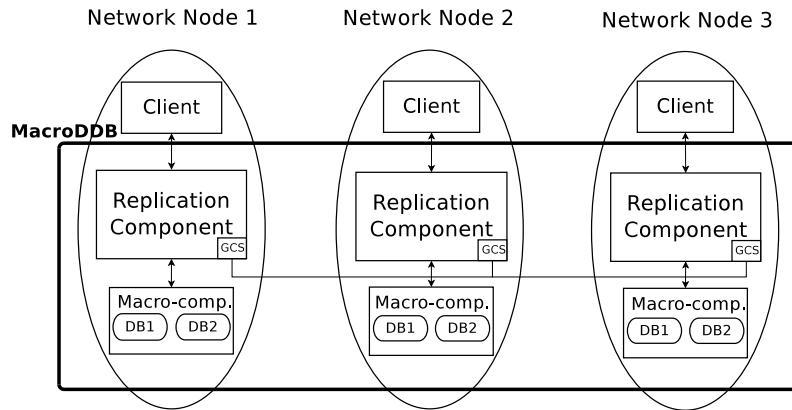 Network Node 1
Network Node 2
Network Node 3
MacroDDB
Client
Client
Client
Replication
Component
GCS
Replication
Component
GCS
Replication
Component
GCS
Macro-comp.
DB1 DB2
Macro-comp.
DB1 DB2
Macro-comp.
DB1 DB2